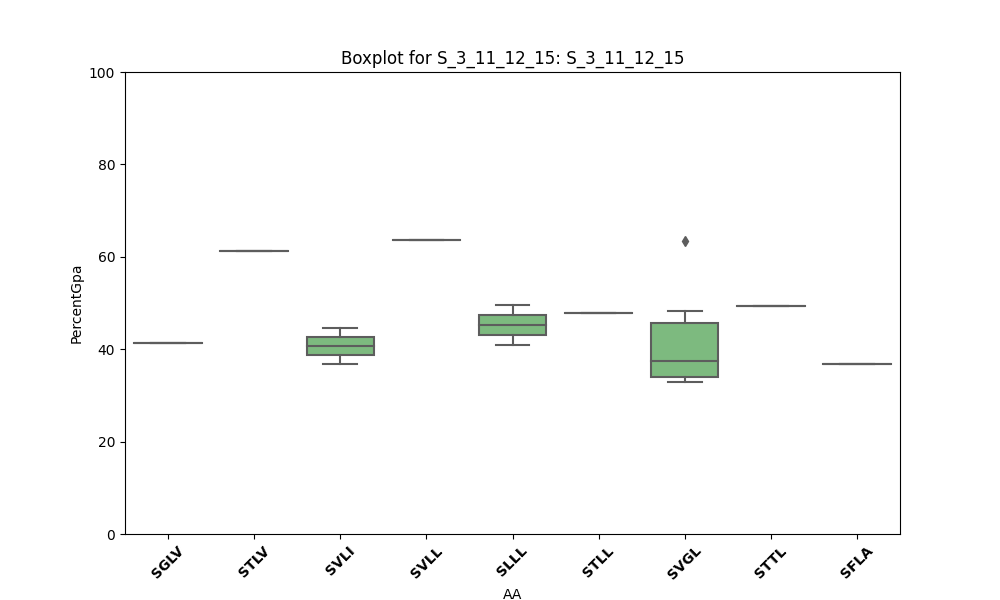 Boxplot for S_3_11_12_15: S_3_11_12_15
100
80
60
40
20
0
PercentGpa
SGLV
STLV
SVLI
SVLL
SLLL
STLL
SVGL
STTL
SFLA
AA